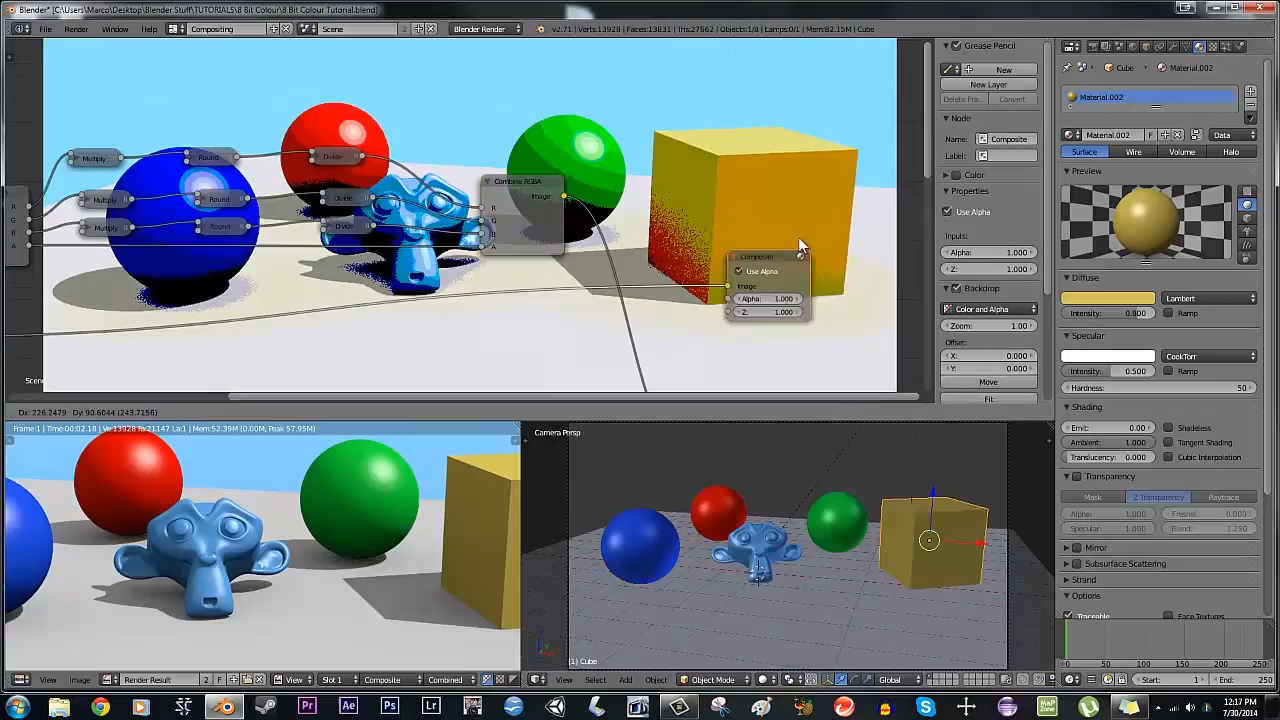 Blender* [C:\Users\Marco\Desktop\Blender Stuff\TUTORIALS\8 Bit Colour\8 Bit Colour Tutorial.blend]
File Render Window Help Compositing Scene 2 Blender Render v2.71 | Verts:13928 | Faces:13831 | Tris:27662 | Objects:1/8 | Lamps:0/1 | Mem:82.15M | Cube
Grease Pencil
New
New Layer
Delete Fra... Convert
Node
Name: Composite
Label:
Color
Properties
Use Alpha
Inputs:
Alpha: 1.000
Z: 1.000
Backdrop
Color and Alpha
Zoom: 1.00
Offset:
X: 0.000
Y: 0.000
Move
Fit
Multiply Round Divide
Multiply Round Divide
Multiply Round Divide
R
G
B
A
Combine RGBA
Image
R
G
B
A
Composite
Use Alpha
Image
Alpha: 1.000
Z: 1.000
Scene
Dx: 226.2479 Dy: 90.6044 (243.7156)
Frame:1 | Time:00:02.18 | Ve:13928 Fa:21147 La:1 | Mem:52.39M (0.00M, Peak 57.95M)
View Image Render Result 2 F View Slot 1 Composite Combined
Camera Persp
(1) Cube
View Select Add Object Object Mode Global
Cube Material.002
Material.002
Material.002 F Data
Surface Wire Volume Halo
Preview
Diffuse
Lambert
Intensity: 0.800 Ramp
Specular
CookTorr
Intensity: 0.500 Ramp
Hardness: 50
Shading
Emit: 0.00 Shadeless
Ambient: 1.000 Tangent Shading
Translucency: 0.000 Cubic Interpolation
Transparency
Mask Z Transparency Raytrace
Alpha: 1.000 Fresnel: 0.000
Specular: 1.000 Blend: 1.250
Mirror
Subsurface Scattering
Strand
Options
Traceable Face Textures
0 50 100 150 200 250
Start: 1 End: 250
Pr Ae Ps Lr
MAP ZONE
12:17 PM
7/30/2014